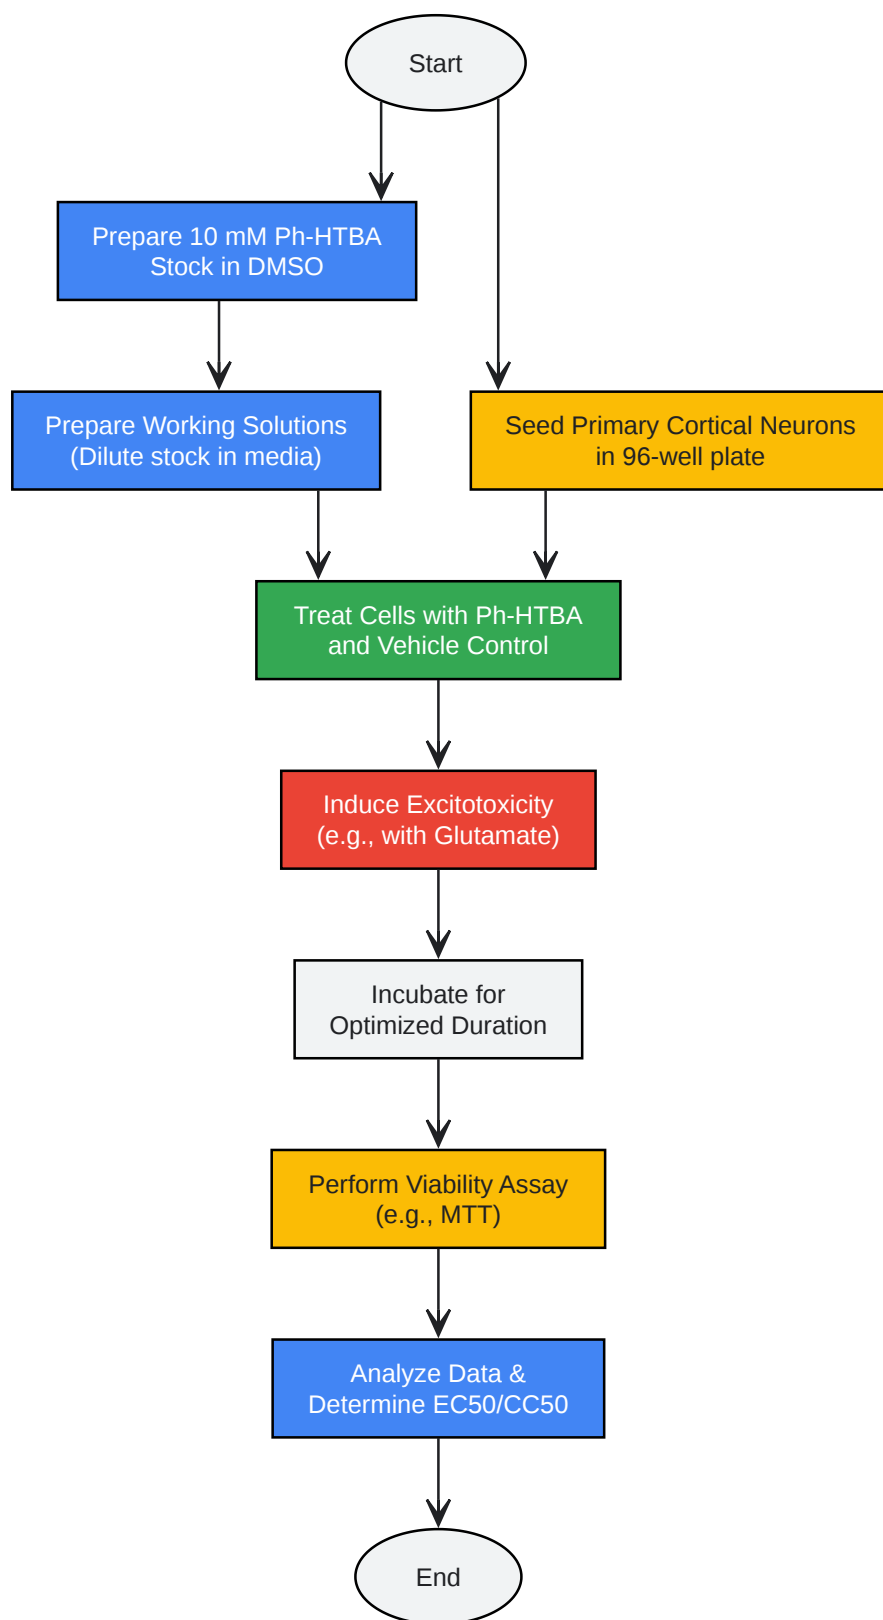 Start
Prepare 10 mM Ph-HTBA
Stock in DMSO
Prepare Working Solutions
(Dilute stock in media)
Seed Primary Cortical Neurons
in 96-well plate
Treat Cells with Ph-HTBA
and Vehicle Control
Induce Excitotoxicity
(e.g., with Glutamate)
Incubate for
Optimized Duration
Perform Viability Assay
(e.g., MTT)
Analyze Data &
Determine EC50/CC50
End